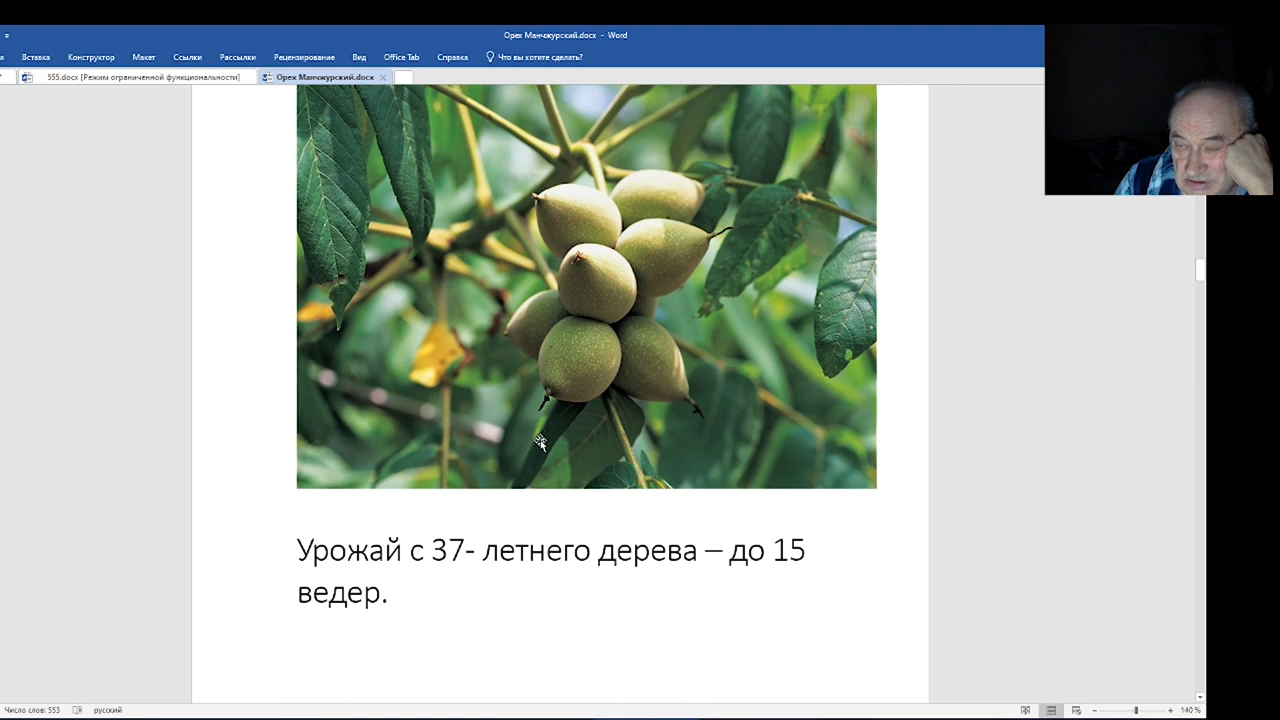 Орех Манчжурский.docx - Word
Вставка Конструктор Макет Ссылки Рассылки Рецензирование Вид Office Tab Справка Что вы хотите сделать?
555.docx [Режим ограниченной функциональности] Орех Манчжурский.docx
Урожай с 37- летнего дерева – до 15
ведер.
Число слов: 553 русский 140 %